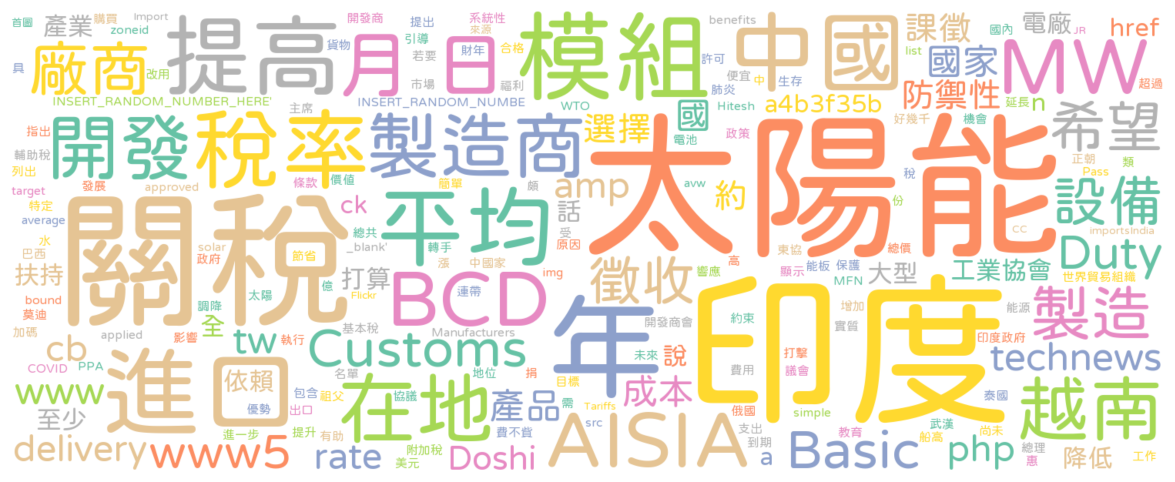 首圖 購買 Import
產業 zoneid
開發商 提出 系統性 來源
引導
貨物 財年 合格
若要
具 改用
廠商 提高 月 日 模組 中國
市場 福利
benefits
許可 list 國內 JR
便宜 中 生存
肺炎
課徵 電廠 href
國家 MW 超過
防禦性 延長 n
INSERT_RANDOM_NUMBER_HERE'
主席
INSERT_RANDOM_NUMBE
WTO
Hitesh a4b3f35b
好幾千 機會
指出 開發 稅率 製造商 選擇 國 電池 政策 希望
輔助稅
列出
正朝 類
Pass
target 發展 approved 條款 價值 簡單 頗 amp avw 約 稅 份
特定
average
太陽能
設備
水 關稅 ck 平均 話
受
CC importsIndia
巴西 solar
政府 節省
總共 轉手 原因 東協 總價
_blank'
扶持 打算 漲 中國家 img 徵收 響應 高 顯示 能板 保護 大型 工業協會 Duty
MFN
世界貿易組織
bound
莫迪 調降 太陽 億 Flickr BCD 連帶 年 印度 增加 能源 製造
加碼 applied 影響 全 執行 基本稅 Manufacturers 開發商會 約束 實質 印度政府
cb tw Customs 未來 說 打擊
議會
technews
COVID PPA 名單 地位 捐 費用 泰國
www 進口 依賴 包含 祖父 在地 協議 需 目標 成本
優勢 出口 產品 Tariffs 俄國 simple 武漢 越南
至少 進一步 提升 有助 費不貲 src AISIA 支出 教育 船高 尚未
delivery www5 rate 附加稅
美元 Doshi 到期
a Basic php 總理
惠 降低 工作